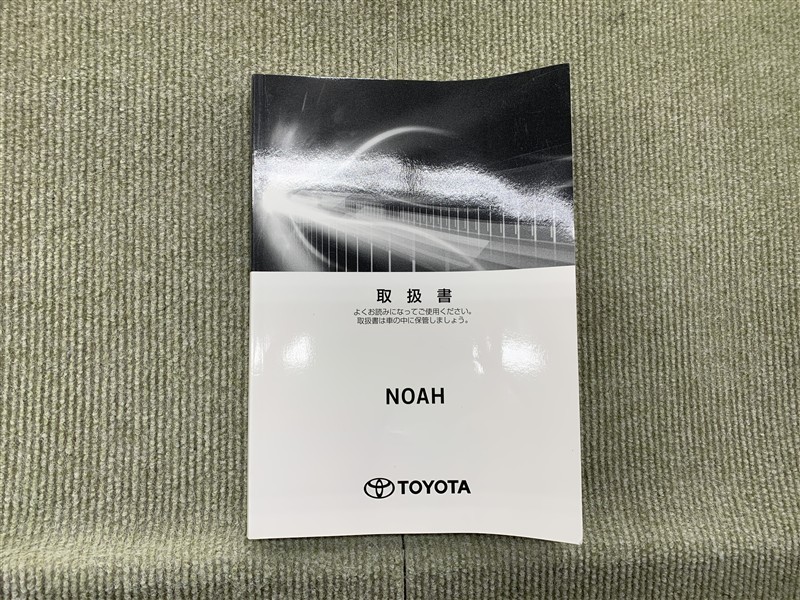 取扱書
よくお読みになってご使用ください。
取扱書は車の中に保管しましょう。
NOAH
TOYOTA